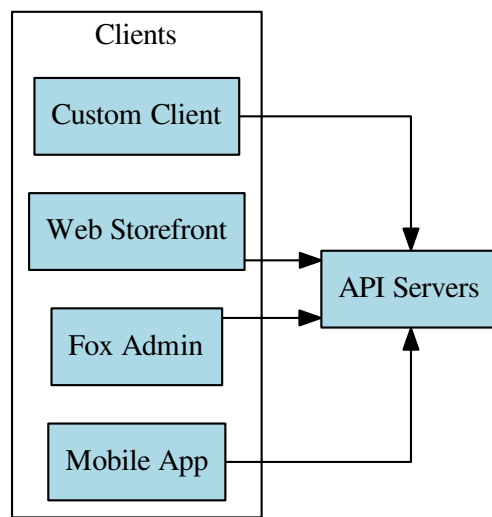 Clients
Custom Client
Web Storefront
API Servers
Fox Admin
Mobile App